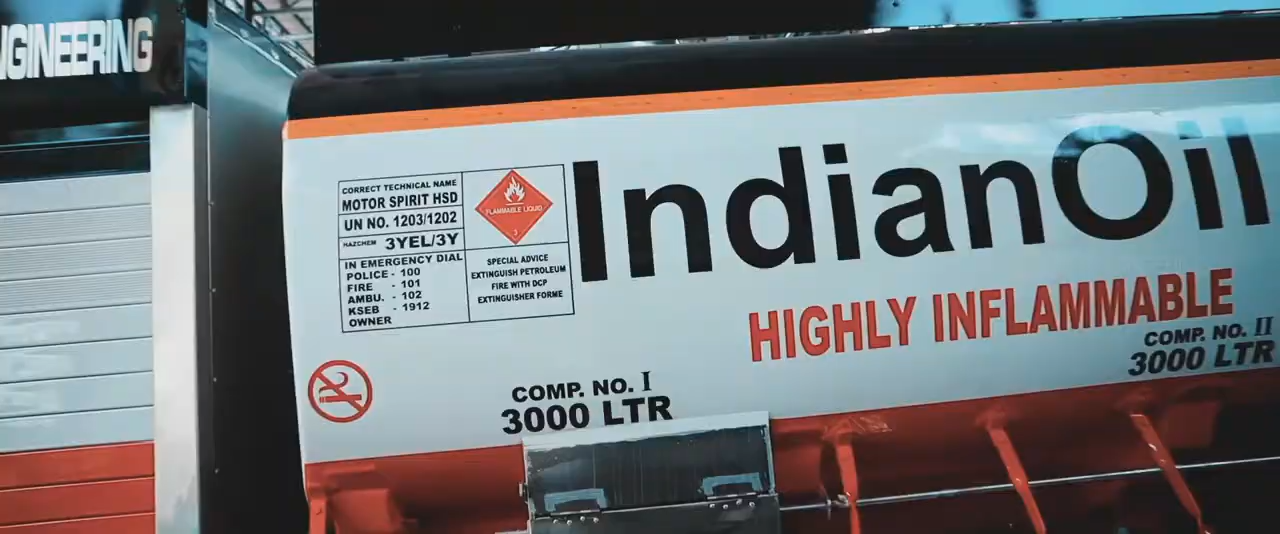 NGINEERING
CORRECT TECHNICAL NAME
MOTOR SPIRIT HSD
UN NO. 1203/1202
HAZCHEM 3YEL/3Y
IN EMERGENCY DIAL
POLICE - 100
FIRE - 101
AMBU. - 102
KSEB - 1912
OWNER
FLAMMABLE LIQUID
3
SPECIAL ADVICE
EXTINGUISH PETROLEUM
FIRE WITH DCP
EXTINGUISHER FORME
IndianOil
HIGHLY INFLAMMABLE
COMP. NO. I
3000 LTR
COMP. NO. II
3000 LTR